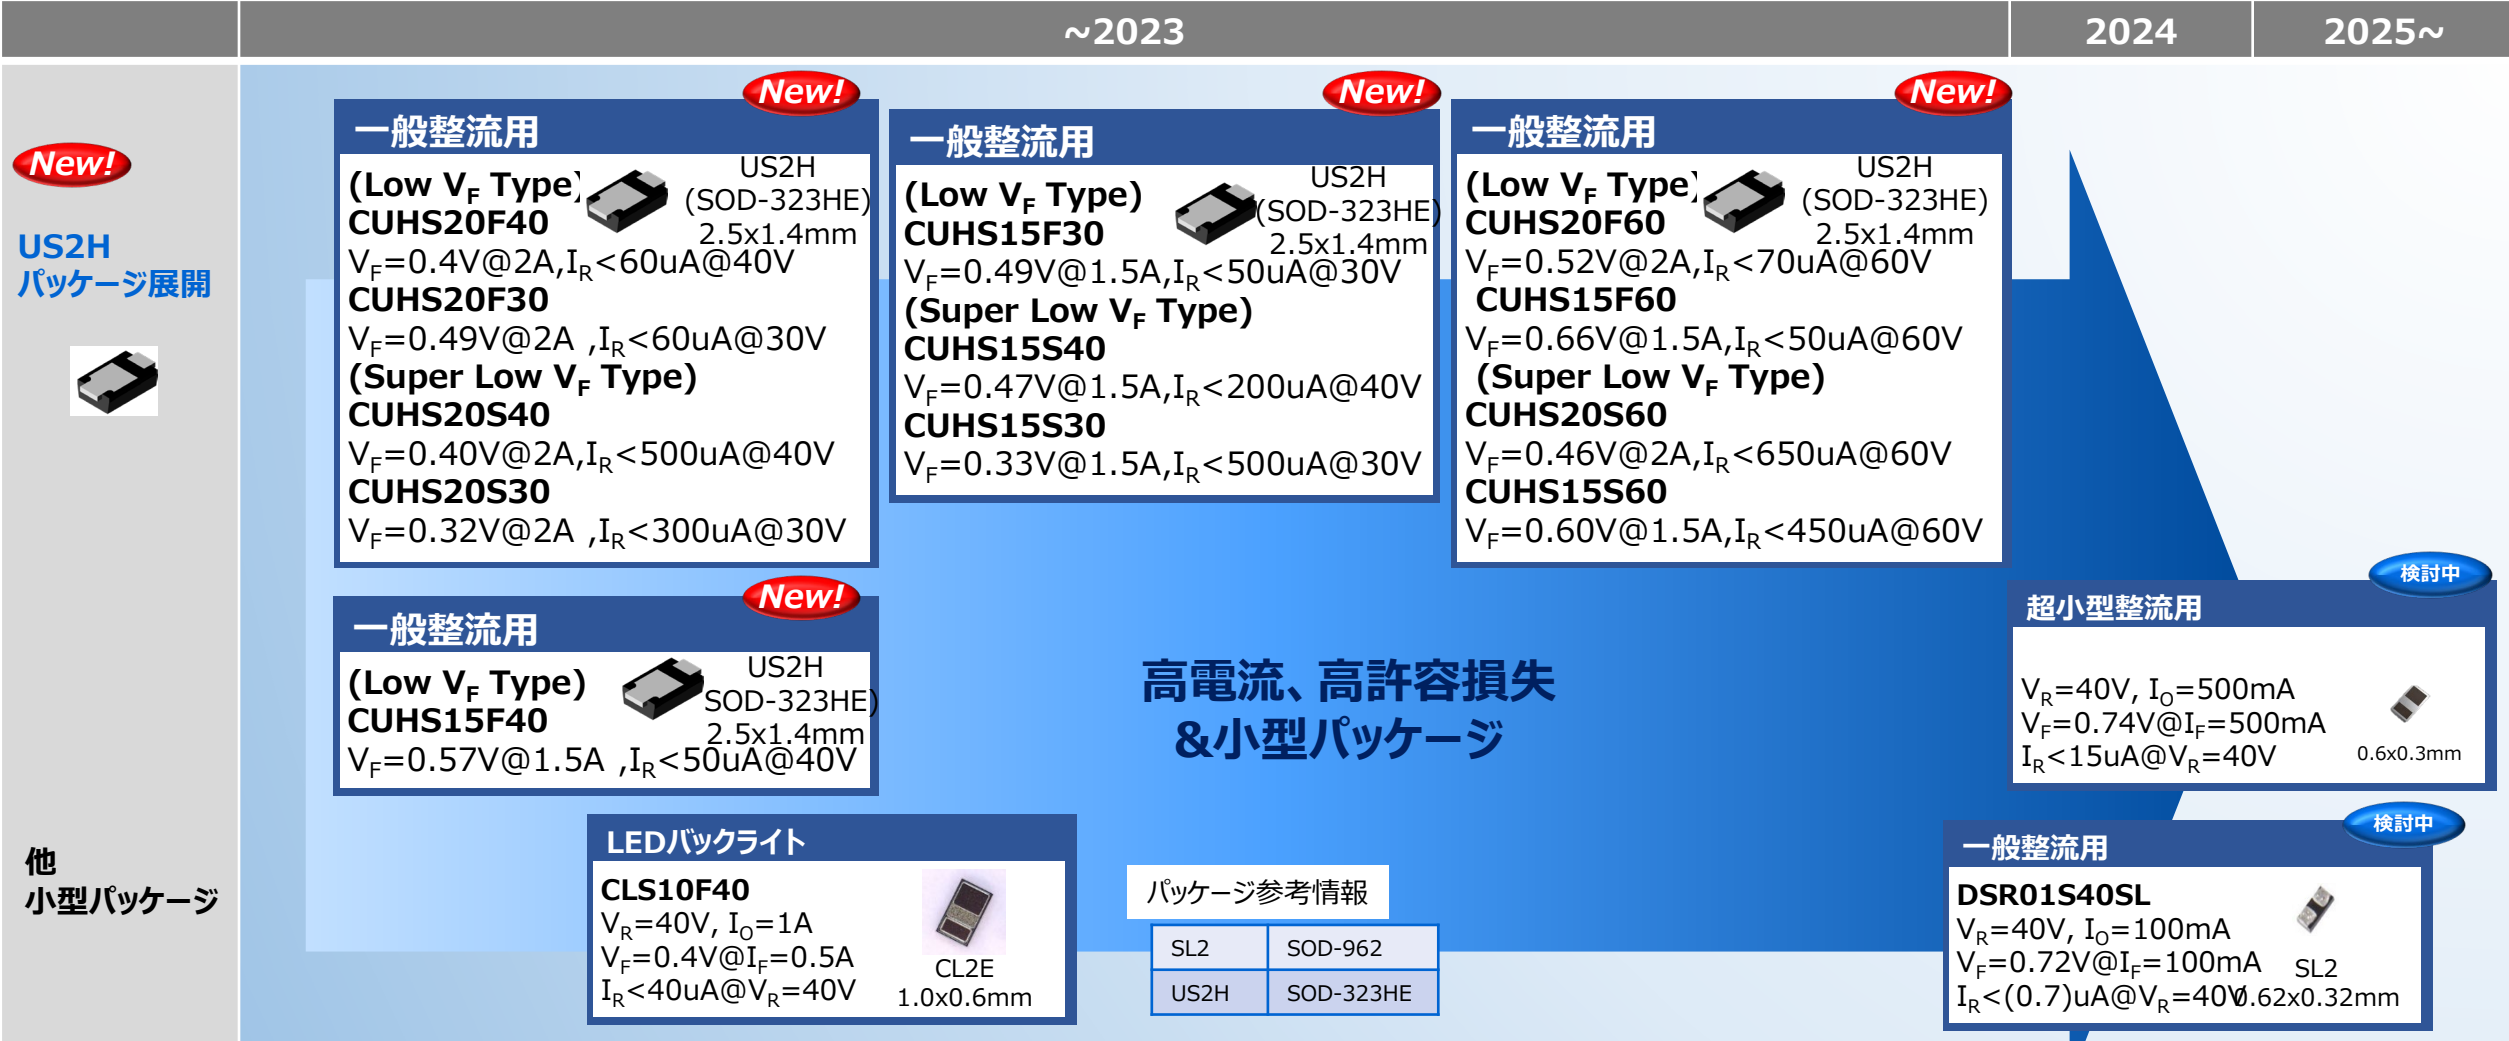 ~2023
2024
2025~
New!
US2H
パッケージ展開
New!
一般整流用
(Low VF Type)
US2H
(SOD-323HE)
2.5x1.4mm
CUHS20F40
VF=0.4V@2A,IR<60uA@40V
CUHS20F30
VF=0.49V@2A ,IR<60uA@30V
(Super Low VF Type)
CUHS20S40
VF=0.40V@2A,IR<500uA@40V
CUHS20S30
VF=0.32V@2A ,IR<300uA@30V
New!
一般整流用
(Low VF Type)
US2H
(SOD-323HE)
2.5x1.4mm
CUHS15F30
VF=0.49V@1.5A,IR<50uA@30V
(Super Low VF Type)
CUHS15S40
VF=0.47V@1.5A,IR<200uA@40V
CUHS15S30
VF=0.33V@1.5A,IR<500uA@30V
New!
一般整流用
(Low VF Type)
US2H
(SOD-323HE)
2.5x1.4mm
CUHS20F60
VF=0.52V@2A,IR<70uA@60V
CUHS15F60
VF=0.66V@1.5A,IR<50uA@60V
(Super Low VF Type)
CUHS20S60
VF=0.46V@2A,IR<650uA@60V
CUHS15S60
VF=0.60V@1.5A,IR<450uA@60V
New!
一般整流用
(Low VF Type)
US2H
SOD-323HE)
2.5x1.4mm
CUHS15F40
VF=0.57V@1.5A ,IR<50uA@40V
高電流、高許容損失
&小型パッケージ
検討中
超小型整流用
VR=40V, IO=500mA
VF=0.74V@IF=500mA
IR<15uA@VR=40V
0.6x0.3mm
他
小型パッケージ
LEDバックライト
CLS10F40
VR=40V, IO=1A
VF=0.4V@IF=0.5A
IR<40uA@VR=40V
CL2E
1.0x0.6mm
パッケージ参考情報
SL2 SOD-962
US2H SOD-323HE
検討中
一般整流用
DSR01S40SL
VR=40V, IO=100mA
VF=0.72V@IF=100mA
IR<(0.7)uA@VR=40V
SL2
0.62x0.32mm